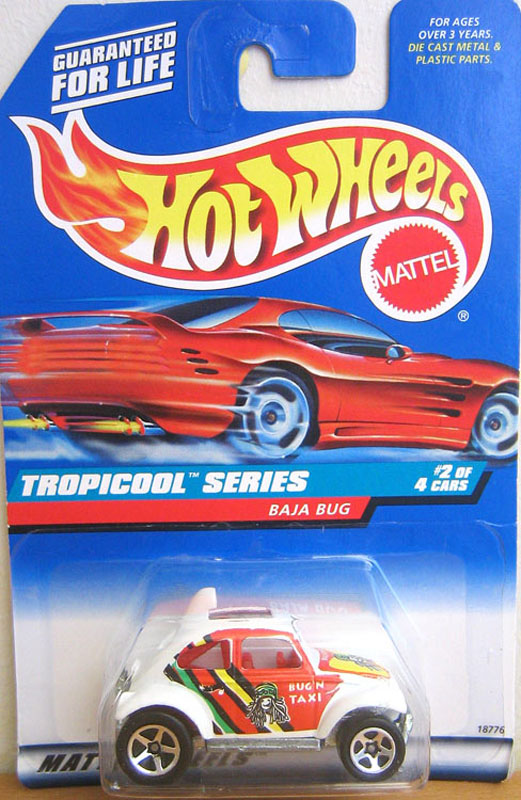 GUARANTEED
FOR LIFE
FOR AGES
OVER 3 YEARS.
DIE CAST METAL &
PLASTIC PARTS.
HOT WHEELS
MATTEL
®
TROPICOOL™ SERIES
#2 OF
4 CARS
BAJA BUG
BUG'N
TAXI
18776